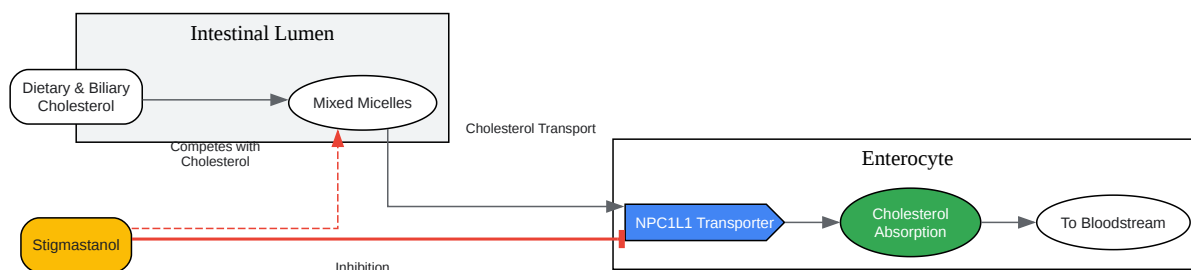 Intestinal Lumen
Dietary & Biliary
Cholesterol
Mixed Micelles
Cholesterol Transport
Competes with
Cholesterol
Enterocyte
NPC1L1 Transporter
Cholesterol
Absorption
To Bloodstream
Stigmastanol
Inhibition